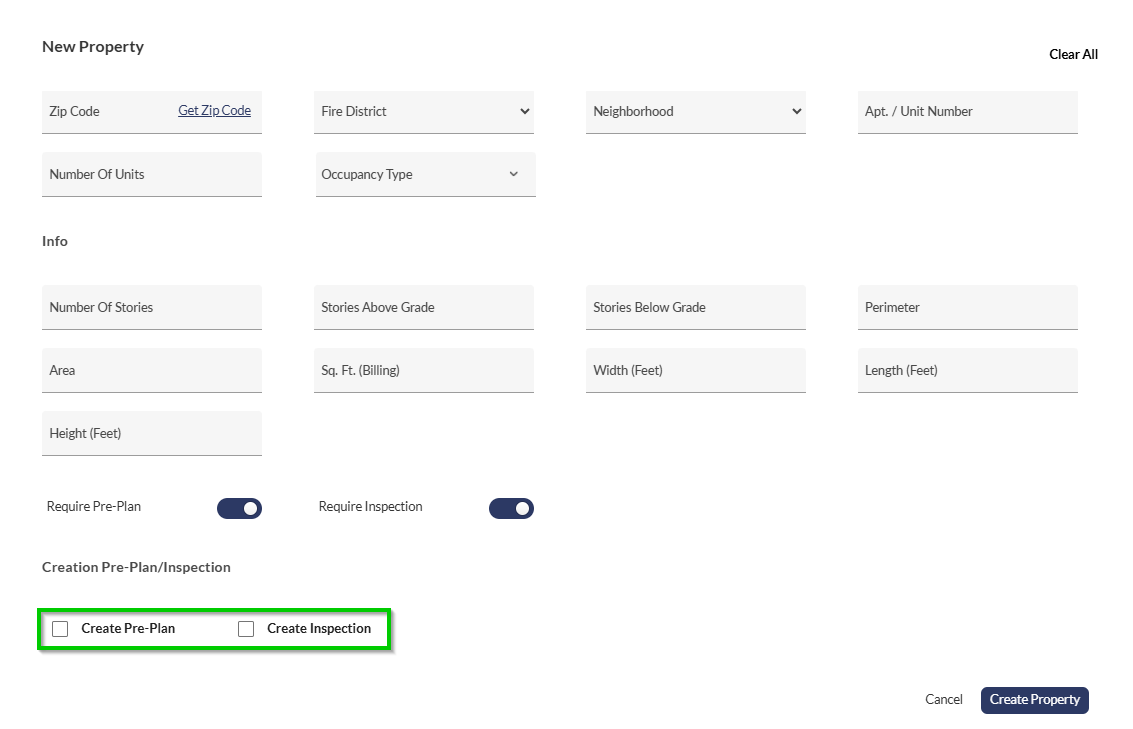 New Property
Clear All
Zip Code Get Zip Code Fire District Neighborhood Apt. / Unit Number
Number Of Units Occupancy Type
Info
Number Of Stories Stories Above Grade Stories Below Grade Perimeter
Area Sq. Ft. (Billing) Width (Feet) Length (Feet)
Height (Feet)
Require Pre-Plan Require Inspection
Creation Pre-Plan/Inspection
Create Pre-Plan Create Inspection
Cancel Create Property